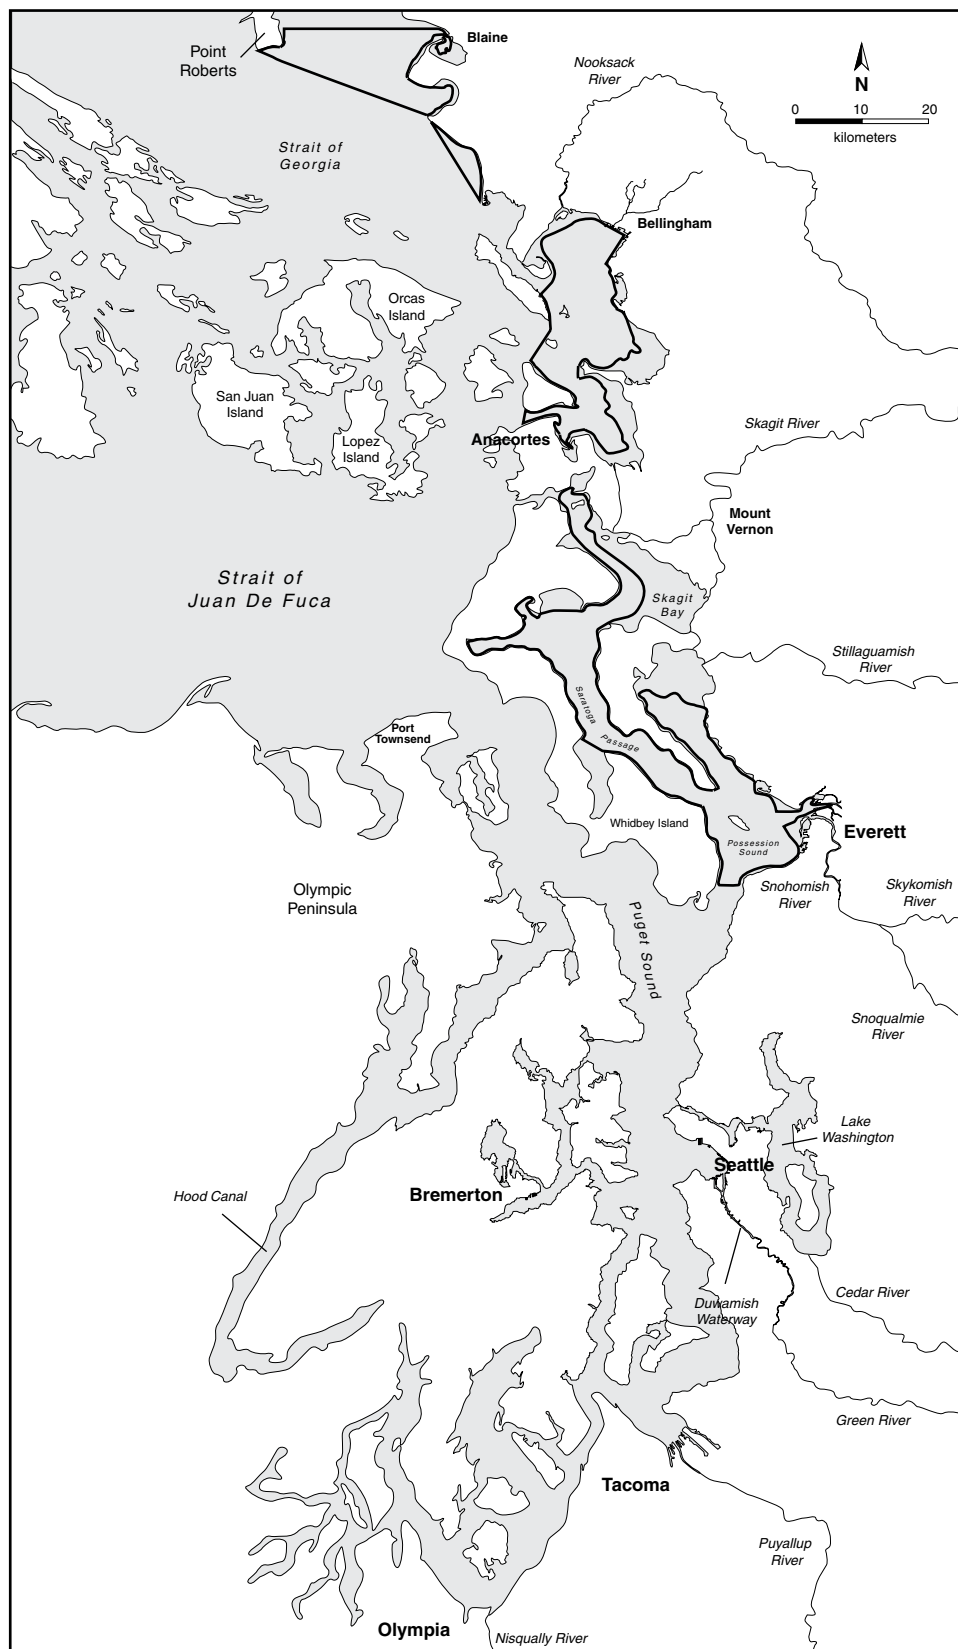 Blaine
Point
Roberts
Nooksack
River
N
0 10 20
kilometers
Strait of
Georgia
Bellingham
Orcas
Island
San Juan
Island
Skagit River
Anacortes
Lopez
Island
Mount
Vernon
Strait of
Juan De Fuca
Skagit
Bay
Stillaguamish
River
Saratoga
Passage
Port
Townsend
Whidbey Island
Everett
Possession
Sound
Snohomish
River
Skykomish
River
Olympic
Peninsula
Puget Sound
Snoqualmie
River
Lake
Washington
Seattle
Bremerton
Hood Canal
Duwamish
Waterway
Cedar River
Green River
Tacoma
Puyallup
River
Olympia
Nisqually River